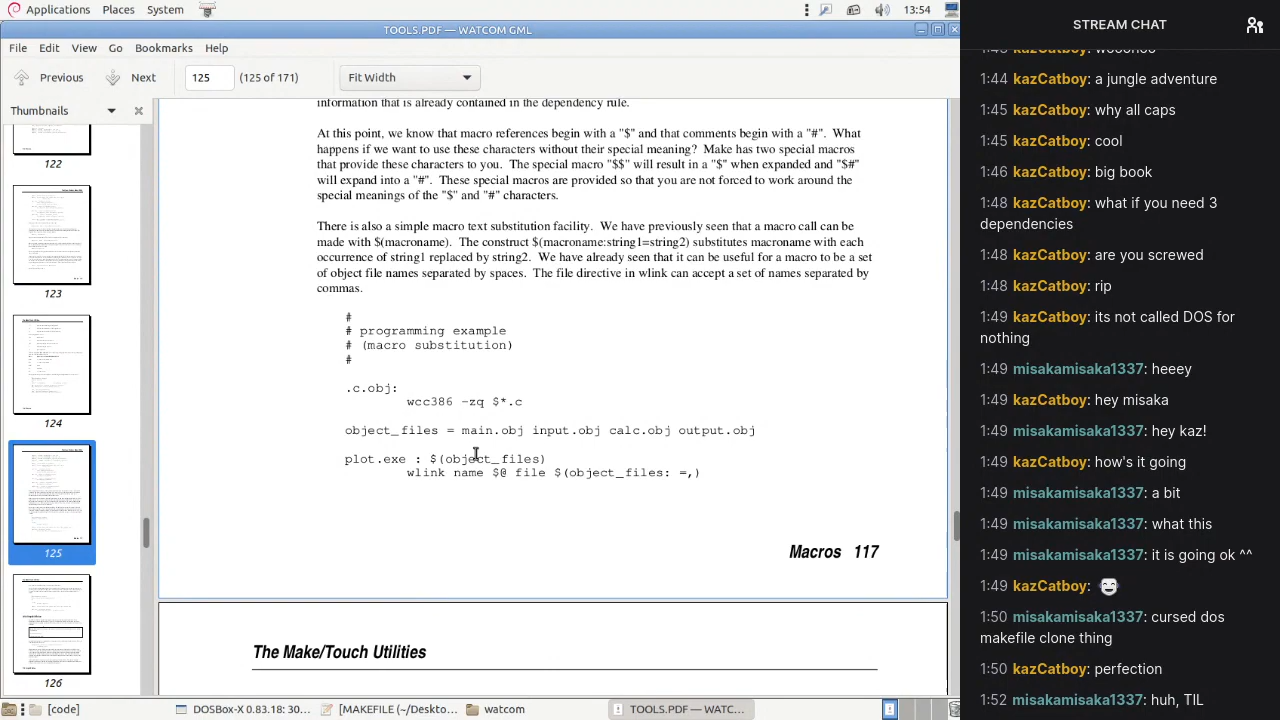 Applications Places System
13:54
TOOLS.PDF — WATCOM GML
File Edit View Go Bookmarks Help
Previous Next 125 (125 of 171) Fit Width
Thumbnails
122
123
124
125
126
information that is already contained in the dependency rule.
At this point, we know that macro references begin with a "$" and that comments begin with a "#". What
happens if we want to use these characters without their special meaning? Make has two special macros
that provide these characters to you. The special macro "$$" will result in a "$" when expanded and "$#"
will expand into a "#". These special macros are provided so that you are not forced to work around the
special meanings of the "$" and "#" characters.
There is also a simple macro text substitution facility. We have previously seen that a macro call can be
made with $(macroname). The construct $(macroname:string1=string2) substitutes macroname with each
occurrence of string1 replaced by string2. We have already seen that it can be useful for a macro to be a set
of object file names separated by spaces. The file directive in wlink can accept a set of names separated by
commas.
#
# programming example
# (macro substitution)
#
.c.obj:
wcc386 -zq $*.c
object_files = main.obj input.obj calc.obj output.obj
plot.exe : $(object_files)
wlink name $@ file $(object_files: =,)
Macros 117
The Make/Touch Utilities
[code]
DOSBox-X 0.83.18: 30...
[MAKEFILE (~/Deskto...
watcom
TOOLS.PDF — WATC...
STREAM CHAT
kazCatboy: wooohoo
1:44 kazCatboy: a jungle adventure
1:45 kazCatboy: why all caps
1:45 kazCatboy: cool
1:46 kazCatboy: big book
1:48 kazCatboy: what if you need 3
dependencies
1:48 kazCatboy: are you screwed
1:48 kazCatboy: rip
1:49 kazCatboy: its not called DOS for
nothing
1:49 misakamisaka1337: heeey
1:49 kazCatboy: hey misaka
1:49 misakamisaka1337: hey kaz!
1:49 kazCatboy: how's it going
1:49 misakamisaka1337: a bit
1:49 misakamisaka1337: what this
1:49 misakamisaka1337: it is going ok ^^
1:49 kazCatboy:
1:50 misakamisaka1337: cursed dos
makefile clone thing
1:50 kazCatboy: perfection
1:52 misakamisaka1337: huh, TIL